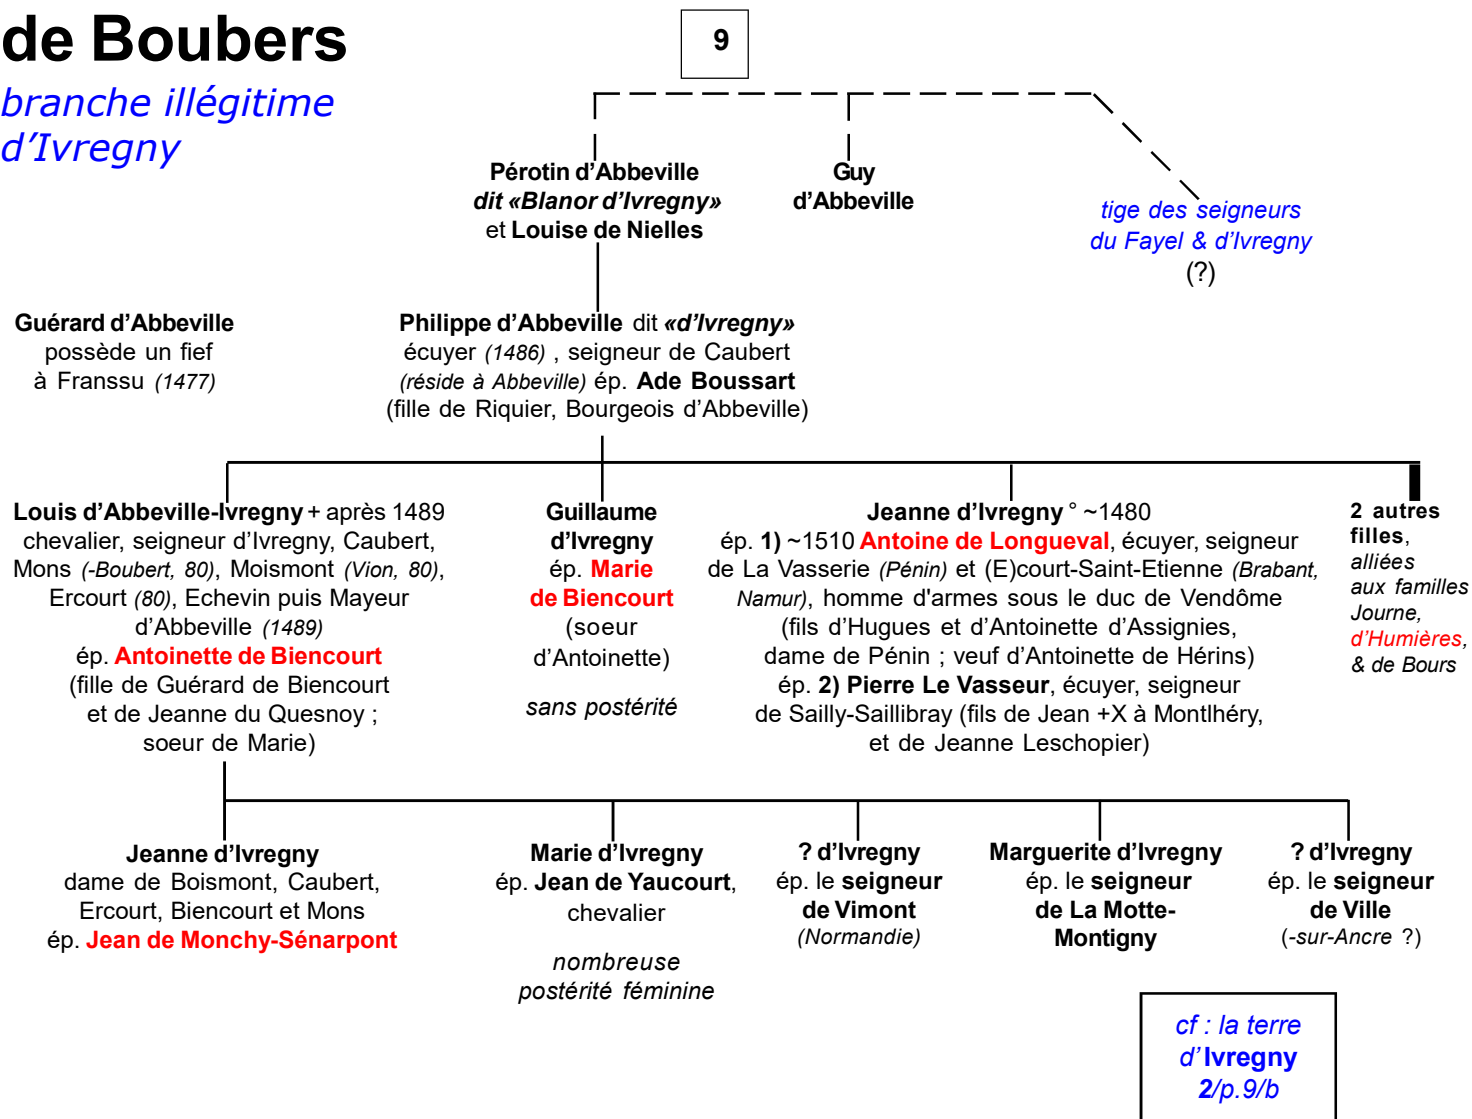 de Boubers
branche illégitime
d’Ivregny
9
Pérotin d’Abbeville
dit «Blanor d’Ivregny»
et Louise de Nielles
Guy
d’Abbeville
tige des seigneurs
du Fayel & d’Ivregny
(?)
Guérard d’Abbeville
possède un fief
à Franssu (1477)
Philippe d’Abbeville dit «d’Ivregny»
écuyer (1486) , seigneur de Caubert
(réside à Abbeville) ép. Ade Boussart
(fille de Riquier, Bourgeois d’Abbeville)
Louis d’Abbeville-Ivregny + après 1489
chevalier, seigneur d’Ivregny, Caubert,
Mons (-Boubert, 80), Moismont (Vion, 80),
Ercourt (80), Echevin puis Mayeur
d’Abbeville (1489)
ép. Antoinette de Biencourt
(fille de Guérard de Biencourt
et de Jeanne du Quesnoy ;
soeur de Marie)
Guillaume
d’Ivregny
ép. Marie
de Biencourt
(soeur
d’Antoinette)
sans postérité
Jeanne d’Ivregny ° ~1480
ép. 1) ~1510 Antoine de Longueval, écuyer, seigneur
de La Vasserie (Pénin) et (E)court-Saint-Etienne (Brabant,
Namur), homme d'armes sous le duc de Vendôme
(fils d’Hugues et d’Antoinette d’Assignies,
dame de Pénin ; veuf d’Antoinette de Hérins)
ép. 2) Pierre Le Vasseur, écuyer, seigneur
de Sailly-Saillibray (fils de Jean +X à Montlhéry,
et de Jeanne Leschopier)
2 autres
filles,
alliées
aux familles
Journe,
d’Humières,
& de Bours
Jeanne d’Ivregny
dame de Boismont, Caubert,
Ercourt, Biencourt et Mons
ép. Jean de Monchy-Sénarpont
Marie d’Ivregny
ép. Jean de Yaucourt,
chevalier
nombreuse
postérité féminine
? d’Ivregny
ép. le seigneur
de Vimont
(Normandie)
Marguerite d’Ivregny
ép. le seigneur
de La Motte-
Montigny
? d’Ivregny
ép. le seigneur
de Ville
(-sur-Ancre ?)
cf : la terre
d’ Ivregny
2/p.9/b